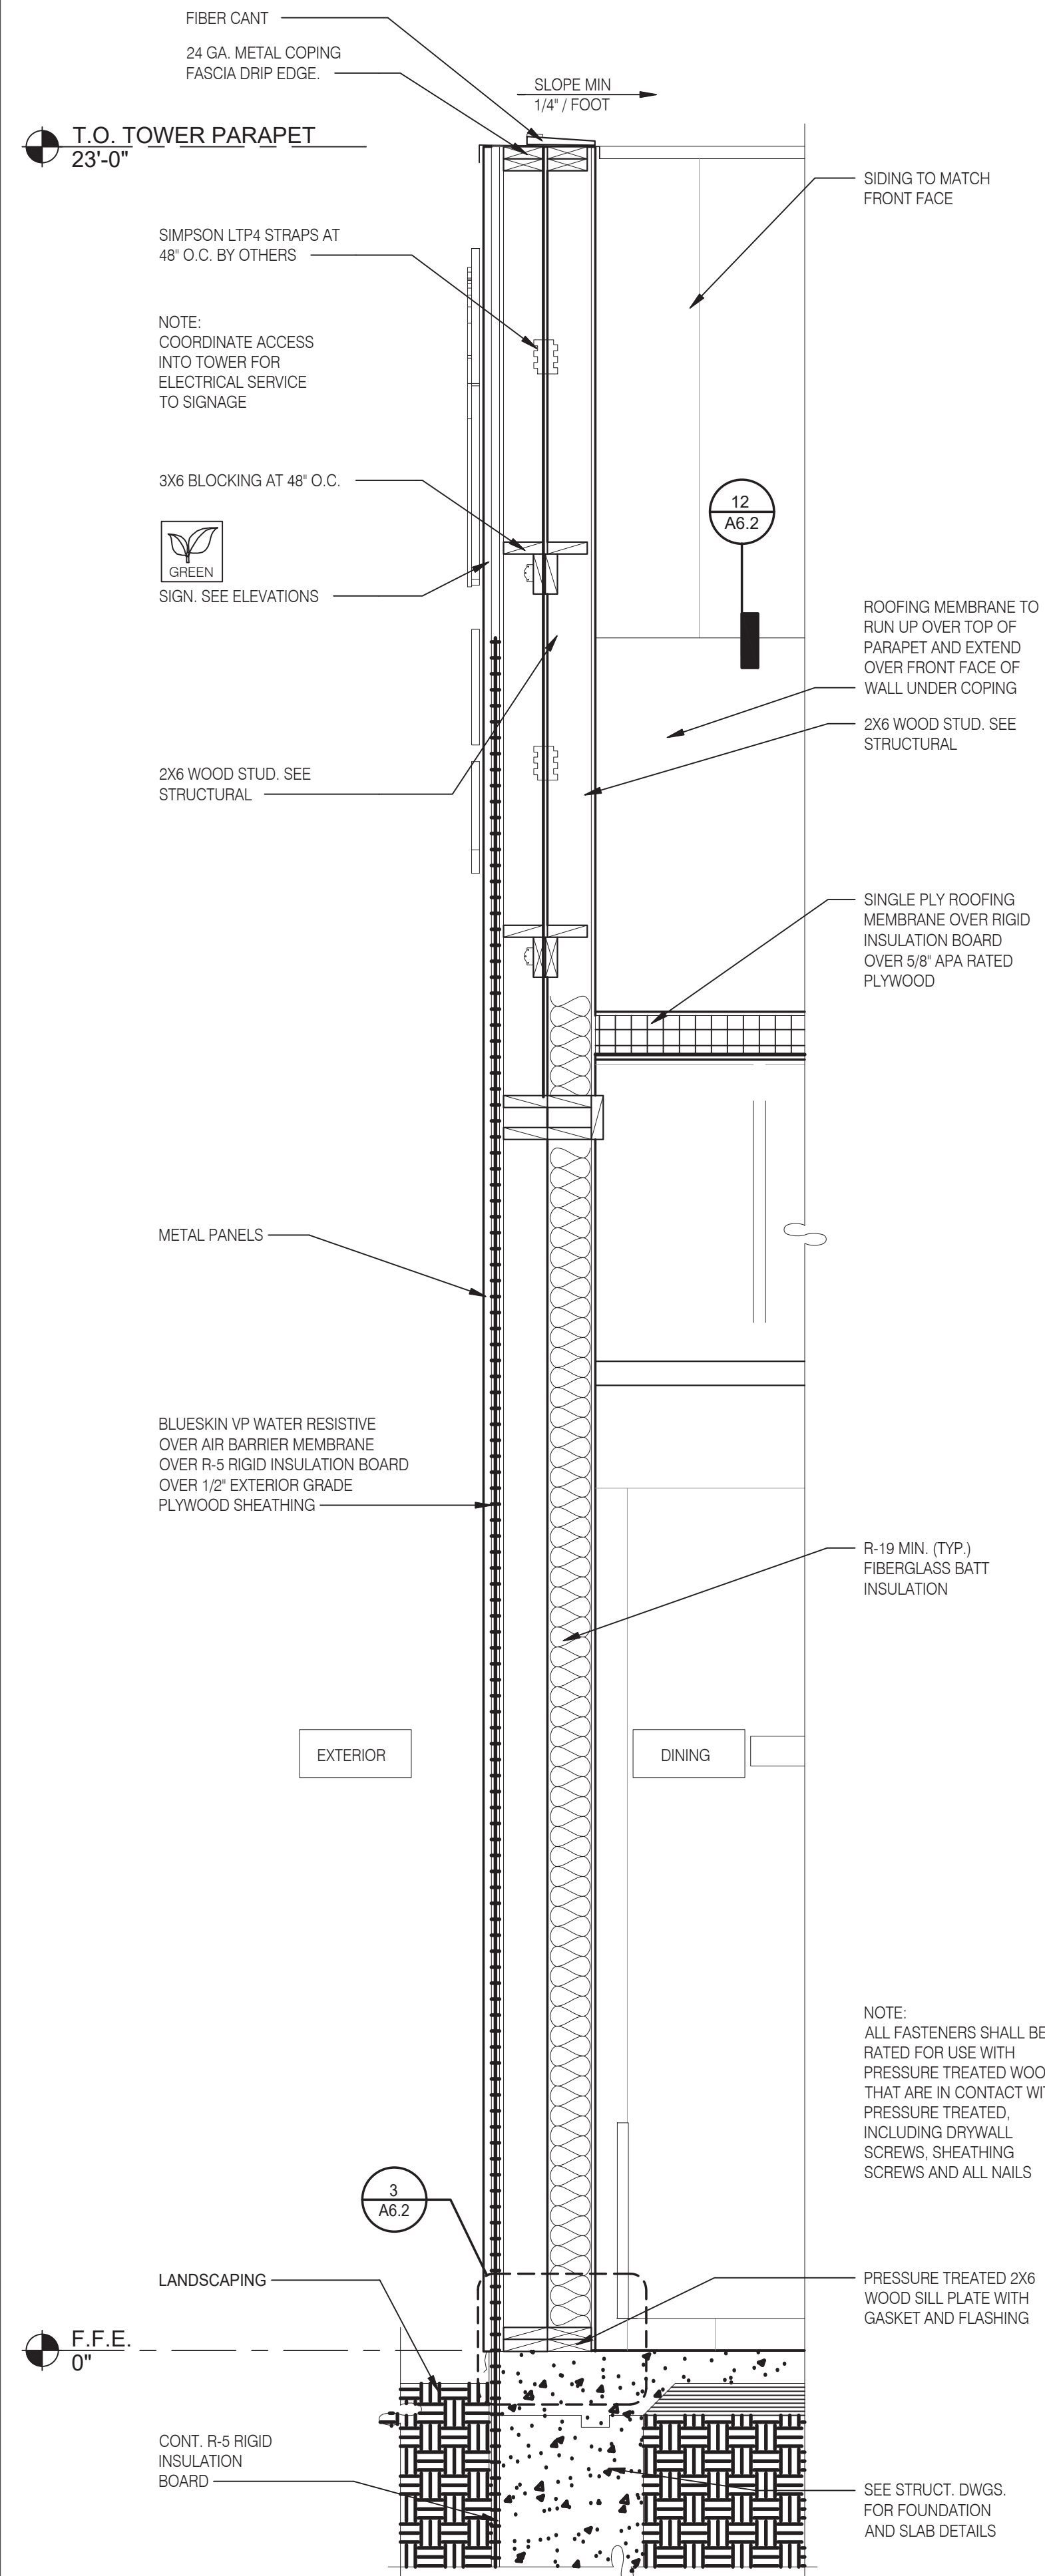 FIBER CANT
24 GA. METAL COPING
FASCIA DRIP EDGE.
SLOPE MIN
1/4" / FOOT
T.O. TOWER PARAPET
23'-0"
SIDING TO MATCH
FRONT FACE
SIMPSON LTP4 STRAPS AT
48" O.C. BY OTHERS
NOTE:
COORDINATE ACCESS
INTO TOWER FOR
ELECTRICAL SERVICE
TO SIGNAGE
3X6 BLOCKING AT 48" O.C.
12
A6.2
GREEN
SIGN. SEE ELEVATIONS
ROOFING MEMBRANE TO
RUN UP OVER TOP OF
PARAPET AND EXTEND
OVER FRONT FACE OF
WALL UNDER COPING
2X6 WOOD STUD. SEE
STRUCTURAL
2X6 WOOD STUD. SEE
STRUCTURAL
SINGLE PLY ROOFING
MEMBRANE OVER RIGID
INSULATION BOARD
OVER 5/8" APA RATED
PLYWOOD
METAL PANELS
BLUESKIN VP WATER RESISTIVE
OVER AIR BARRIER MEMBRANE
OVER R-5 RIGID INSULATION BOARD
OVER 1/2" EXTERIOR GRADE
PLYWOOD SHEATHING
R-19 MIN. (TYP.)
FIBERGLASS BATT
INSULATION
EXTERIOR
DINING
NOTE:
ALL FASTENERS SHALL BE
RATED FOR USE WITH
PRESSURE TREATED WOO
THAT ARE IN CONTACT WI
PRESSURE TREATED,
INCLUDING DRYWALL
SCREWS, SHEATHING
SCREWS AND ALL NAILS
3
A6.2
LANDSCAPING
PRESSURE TREATED 2X6
WOOD SILL PLATE WITH
GASKET AND FLASHING
F.F.E.
0"
CONT. R-5 RIGID
INSULATION
BOARD
SEE STRUCT. DWGS.
FOR FOUNDATION
AND SLAB DETAILS